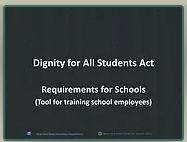 Dignity for All Students Act
Requirements for Schools
(Tool for training school employees)